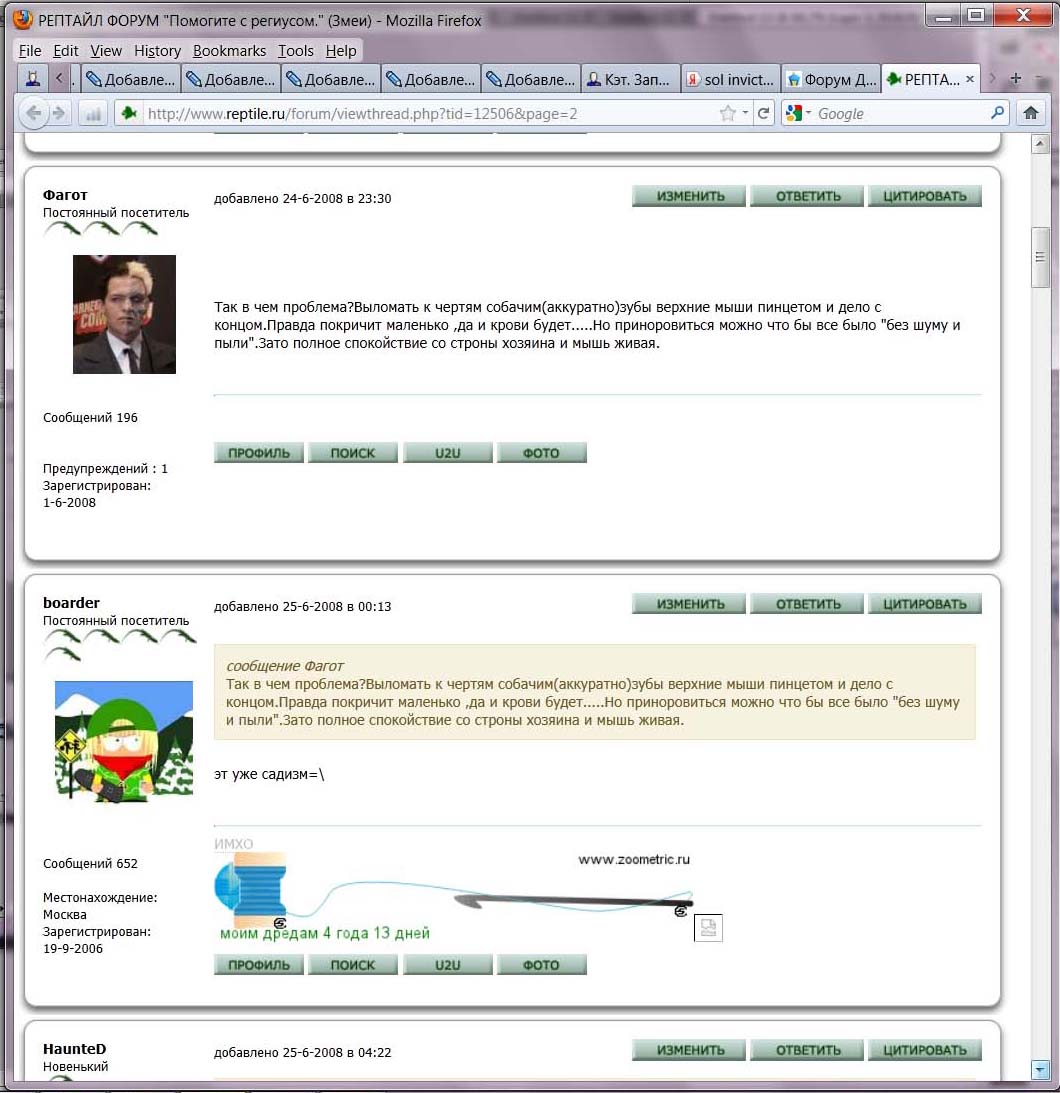 РЕПТАЙЛ ФОРУМ "Помогите с региусом." (Змеи) - Mozilla Firefox
File Edit View History Bookmarks Tools Help
Добавле... Добавле... Добавле... Добавле... Добавле... Кэт. Зап... sol invict... Форум Д... РЕПТА...
http://www.reptile.ru/forum/viewthread.php?tid=12506&page=2 Google
Фагот
Постоянный посетитель
добавлено 24-6-2008 в 23:30
ИЗМЕНИТЬ ОТВЕТИТЬ ЦИТИРОВАТЬ
Так в чем проблема?Выломать к чертям собачим(аккуратно)зубы верхние мыши пинцетом и дело с
концом.Правда покричит маленько ,да и крови будет.....Но приноровиться можно что бы все было "без шуму и
пыли".Зато полное спокойствие со строны хозяина и мышь живая.
Сообщений 196
Предупреждений : 1
Зарегистрирован:
1-6-2008
ПРОФИЛЬ ПОИСК U2U ФОТО
boarder
Постоянный посетитель
добавлено 25-6-2008 в 00:13
ИЗМЕНИТЬ ОТВЕТИТЬ ЦИТИРОВАТЬ
сообщение Фагот
Так в чем проблема?Выломать к чертям собачим(аккуратно)зубы верхние мыши пинцетом и дело с
концом.Правда покричит маленько ,да и крови будет.....Но приноровиться можно что бы все было "без шуму
и пыли".Зато полное спокойствие со строны хозяина и мышь живая.
эт уже садизм=\
ИМХО
www.zoometric.ru
моим дредам 4 года 13 дней
Сообщений 652
Местонахождение:
Москва
Зарегистрирован:
19-9-2006
ПРОФИЛЬ ПОИСК U2U ФОТО
HaunteD
Новенький
добавлено 25-6-2008 в 04:22
ИЗМЕНИТЬ ОТВЕТИТЬ ЦИТИРОВАТЬ